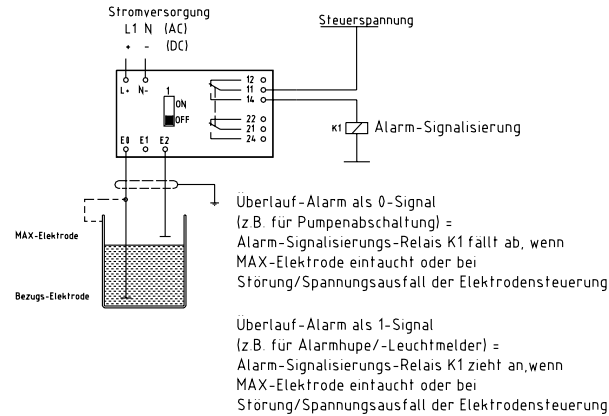 Stromversorgung
L1 N (AC)
+ - (DC)
Steuerspannung
L+ N- 1
ON
OFF
12
11
14
22
21
24
E0 E1 E2
K1 Alarm-Signalisierung
MAX-Elektrode
Bezugs-Elektrode
Überlauf-Alarm als 0-Signal
(z.B. für Pumpenabschaltung) =
Alarm-Signalisierungs-Relais K1 fällt ab, wenn
MAX-Elektrode eintaucht oder bei
Störung/Spannungsausfall der Elektrodensteuerung
Überlauf-Alarm als 1-Signal
(z.B. für Alarmhupe/-Leuchtmelder) =
Alarm-Signalisierungs-Relais K1 zieht an,wenn
MAX-Elektrode eintaucht oder bei
Störung/Spannungsausfall der Elektrodensteuerung